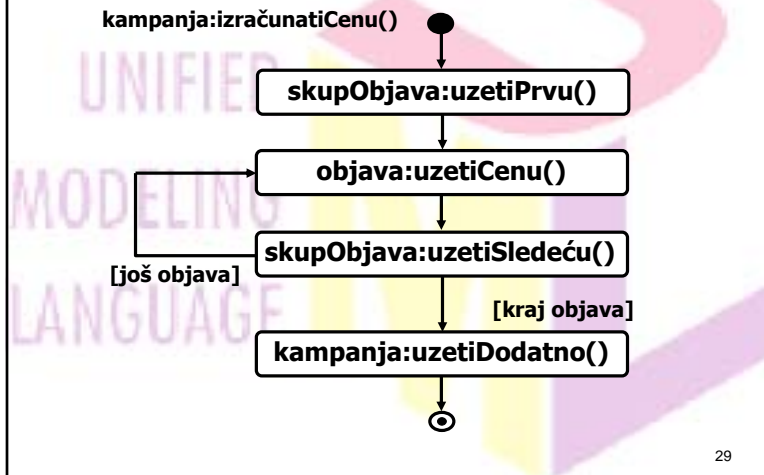 kampanja:izračunatiCenu()
UNIFIED
skupObjava:uzetiPrvu()
objava:uzetiCenu()
MODELING
skupObjava:uzetiSledeću()
[još objava]
LANGUAGE
[kraj objava]
kampanja:uzetiDodatno()
29